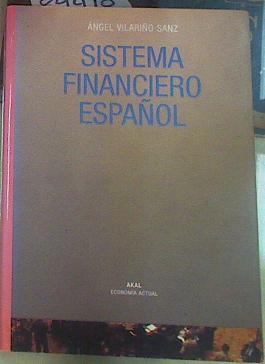 ÁNGEL VILARIÑO SANZ
SISTEMA
FINANCIERO
ESPAÑOL
AKAL
ECONOMÍA ACTUAL